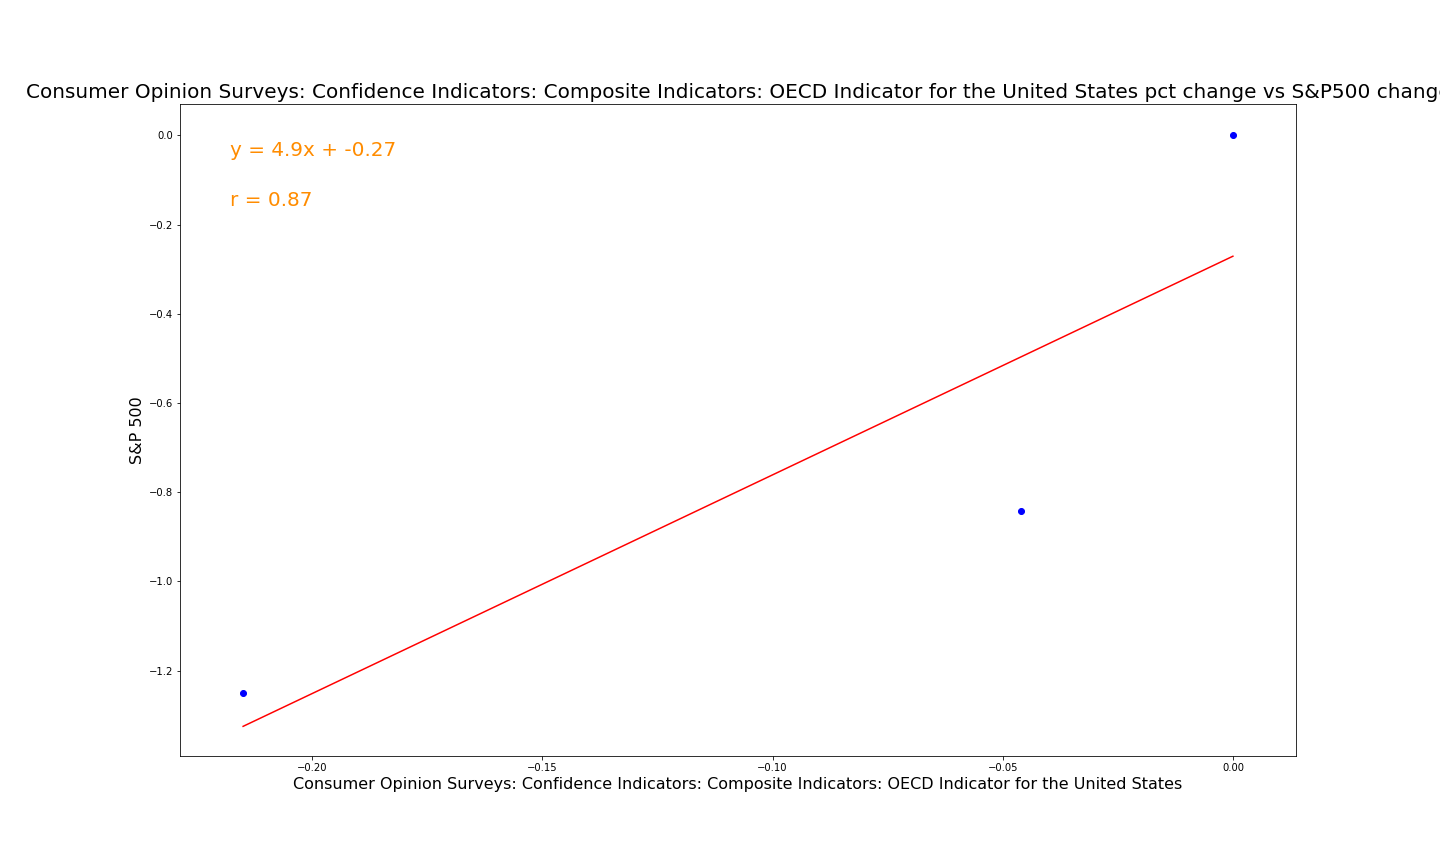 Consumer Opinion Surveys: Confidence Indicators: Composite Indicators: OECD Indicator for the United States pct change vs S&P500 change
y = 4.9x + -0.27
r = 0.87
0.0
−0.2
−0.4
−0.6
−0.8
−1.0
−1.2
S&P 500
−0.20 −0.15 −0.10 −0.05 0.00
Consumer Opinion Surveys: Confidence Indicators: Composite Indicators: OECD Indicator for the United States